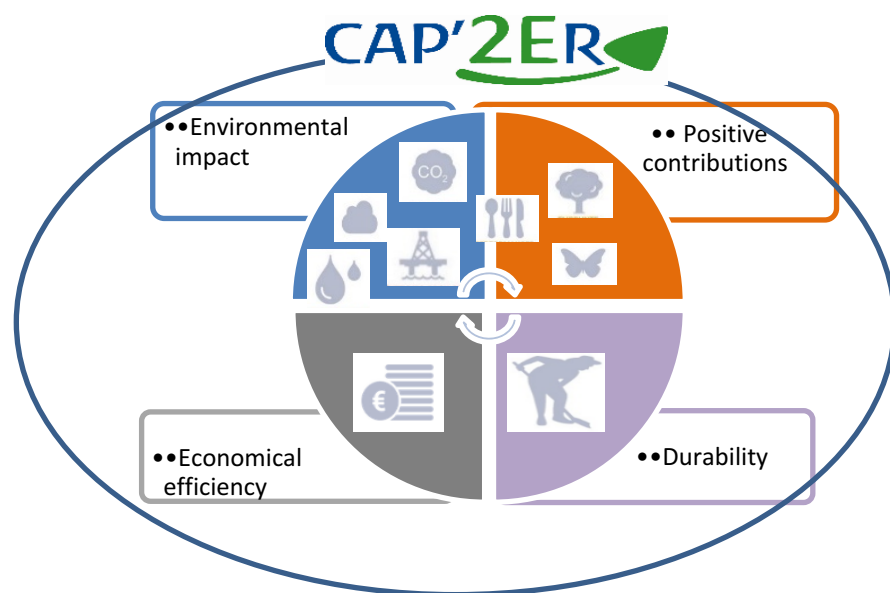 CAP'2ER
••Environmental
impact
•• Positive
contributions
CO₂
€
••Economical
efficiency
••Durability